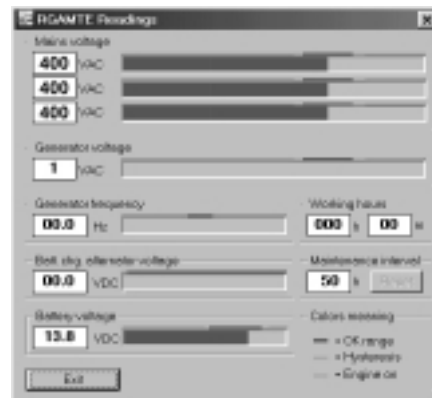 RGAMTE Readings
Mains voltage
400 VAC
400 VAC
400 VAC
Generator voltage
1 VAC
Generator frequency
00.0 Hz
Working hours
000 h 00 M
Batt. chg. alternator voltage
00.0 VDC
Maintenance interval
50 h Reset
Battery voltage
13.8 VDC
Colors meaning
= OK range
= Hysteresis
= Engine on
Exit